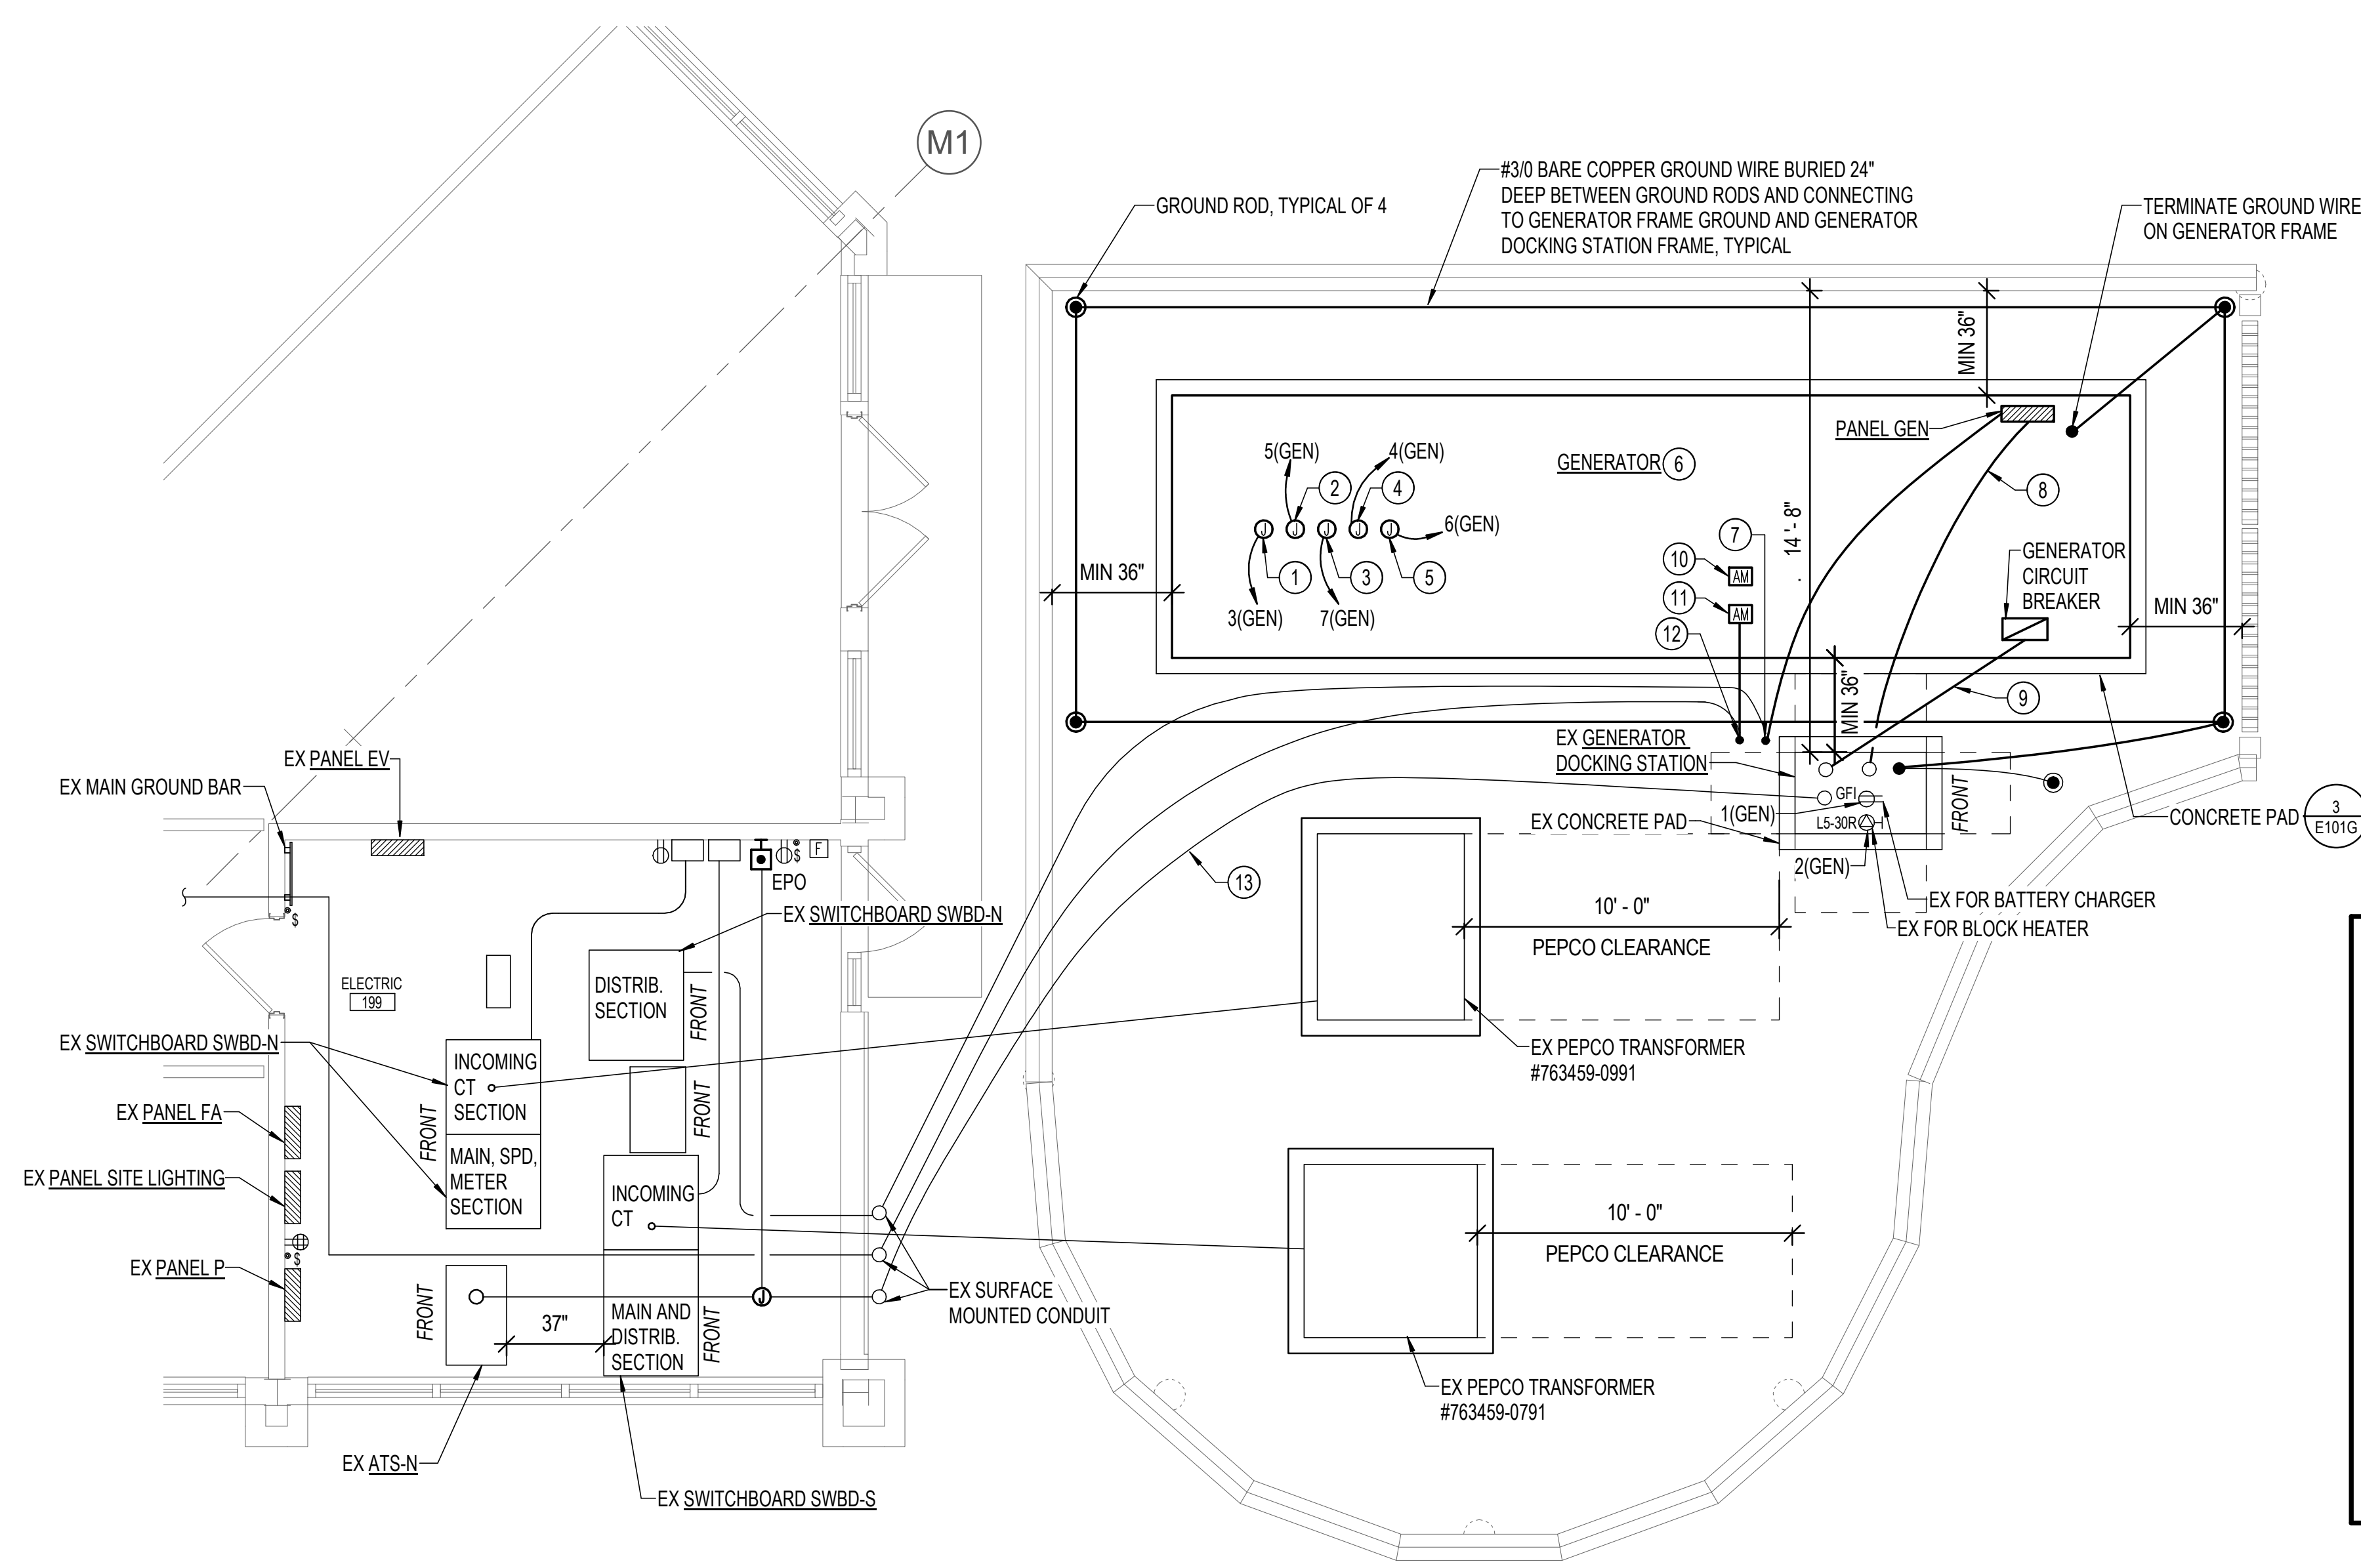 M1
#3/0 BARE COPPER GROUND WIRE BURIED 24"
DEEP BETWEEN GROUND RODS AND CONNECTING
TO GENERATOR FRAME GROUND AND GENERATOR
DOCKING STATION FRAME, TYPICAL
GROUND ROD, TYPICAL OF 4
TERMINATE GROUND WIRE
ON GENERATOR FRAME
MIN 36"
PANEL GEN
5(GEN)
4(GEN)
GENERATOR 6
2
4
8
J
J
J
J
J
6(GEN)
14' - 8"
7
10
AM
GENERATOR
CIRCUIT
BREAKER
MIN 36"
1
3
5
11
AM
MIN 36"
3(GEN)
7(GEN)
12
MIN 36"
9
EX GENERATOR
DOCKING STATION
EX PANEL EV
EX MAIN GROUND BAR
1(GEN)
GFI
FRONT
EX CONCRETE PAD
L5-30R
CONCRETE PAD
3
E101G
2(GEN)
$
F
EPO
13
EX FOR BATTERY CHARGER
EX FOR BLOCK HEATER
10' - 0"
PEPCO CLEARANCE
$
EX SWITCHBOARD SWBD-N
ELECTRIC
199
DISTRIB.
SECTION
FRONT
EX SWITCHBOARD SWBD-N
INCOMING
CT
SECTION
FRONT
EX PEPCO TRANSFORMER
#763459-0991
EX PANEL FA
FRONT
MAIN, SPD,
METER
SECTION
EX PANEL SITE LIGHTING
INCOMING
CT
10' - 0"
PEPCO CLEARANCE
$
EX PANEL P
EX SURFACE
MOUNTED CONDUIT
FRONT
J
37"
MAIN AND
DISTRIB.
SECTION
FRONT
EX PEPCO TRANSFORMER
#763459-0791
EX ATS-N
EX SWITCHBOARD SWBD-S